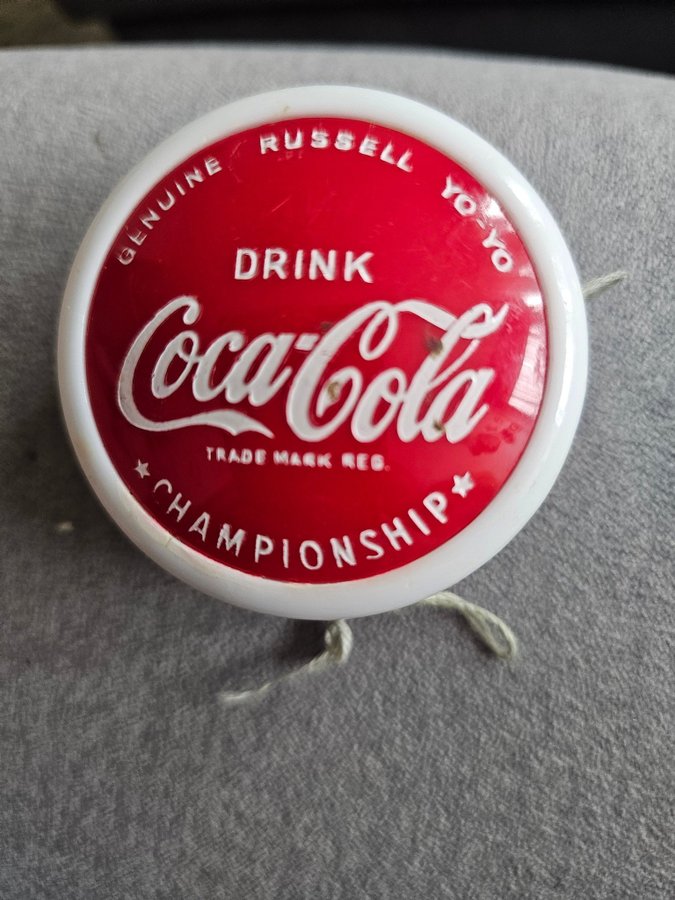 GENUINE RUSSELL YO-YO
DRINK
Coca-Cola
TRADE MARK REG.
★ CHAMPIONSHIP ★